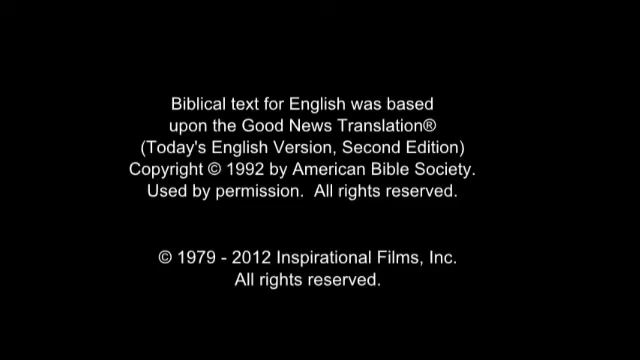 Biblical text for English was based
upon the Good News Translation®
(Today's English Version, Second Edition)
Copyright © 1992 by American Bible Society.
Used by permission.  All rights reserved.
© 1979 - 2012 Inspirational Films, Inc.
All rights reserved.